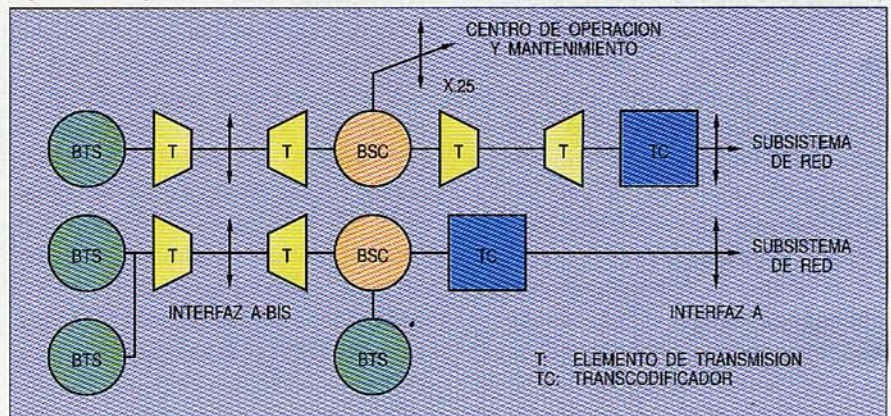 CENTRO DE OPERACION
Y MANTENIMIENTO
X.25
BTS
T
T
BSC
T
T
TC
SUBSISTEMA
DE RED
BTS
T
T
BSC
TC
SUBSISTEMA
DE RED
INTERFAZ A-BIS
INTERFAZ A
BTS
BTS
T: ELEMENTO DE TRANSMISION
TC: TRANSCODIFICADOR